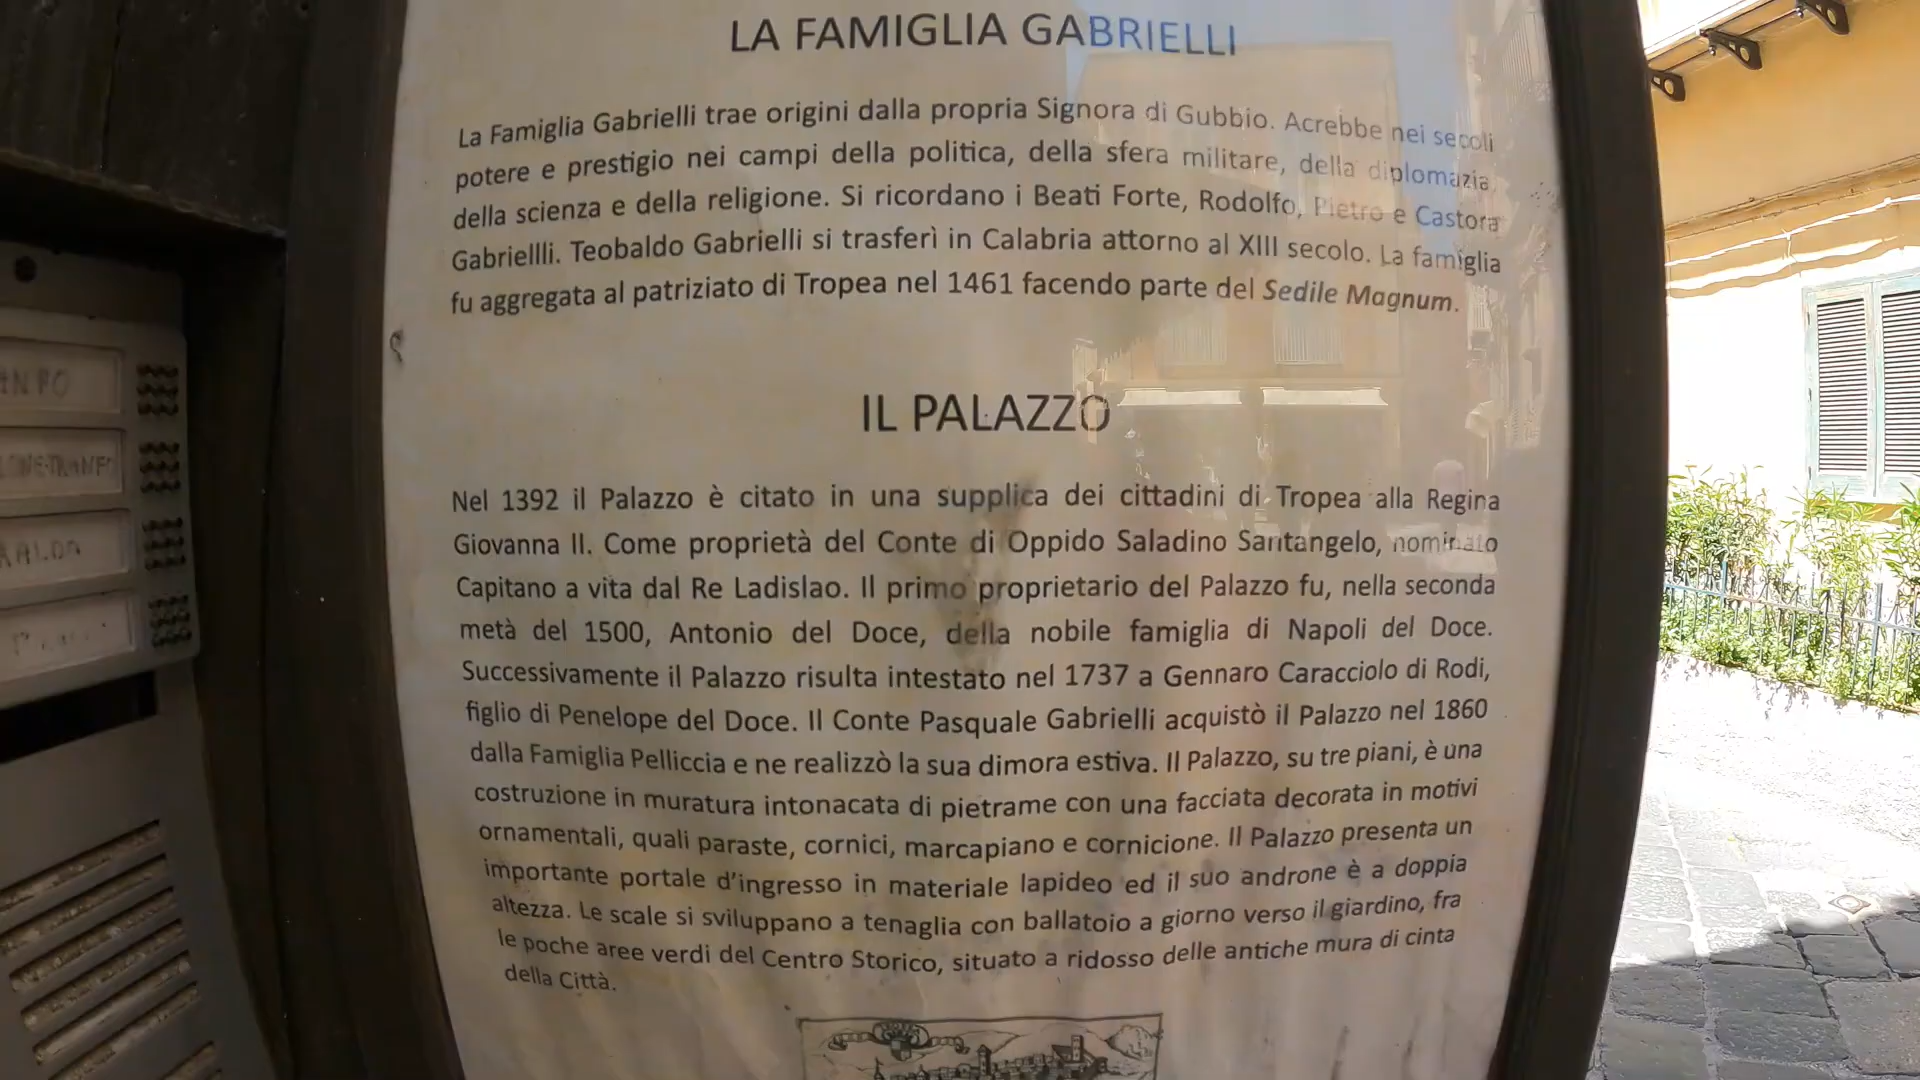 LA FAMIGLIA GABRIELLI
La Famiglia Gabrielli trae origini dalla propria Signora di Gubbio. Acrebbe nei secoli
potere e prestigio nei campi della politica, della sfera militare, della diplomazia
della scienza e della religione. Si ricordano i Beati Forte, Rodolfo, Pietro e Castora
Gabriellli. Teobaldo Gabrielli si trasferì in Calabria attorno al XIII secolo. La famiglia
fu aggregata al patriziato di Tropea nel 1461 facendo parte del Sedile Magnum.
IL PALAZZO
Nel 1392 il Palazzo è citato in una supplica dei cittadini di Tropea alla Regina
Giovanna II. Come proprietà del Conte di Oppido Saladino Santangelo, nominato
Capitano a vita dal Re Ladislao. Il primo proprietario del Palazzo fu, nella seconda
metà del 1500, Antonio del Doce, della nobile famiglia di Napoli del Doce.
Successivamente il Palazzo risulta intestato nel 1737 a Gennaro Caracciolo di Rodi,
figlio di Penelope del Doce. Il Conte Pasquale Gabrielli acquistò il Palazzo nel 1860
dalla Famiglia Pelliccia e ne realizzò la sua dimora estiva. Il Palazzo, su tre piani, è una
costruzione in muratura intonacata di pietrame con una facciata decorata in motivi
ornamentali, quali paraste, cornici, marcapiano e cornicione. Il Palazzo presenta un
importante portale d'ingresso in materiale lapideo ed il suo androne è a doppia
altezza. Le scale si sviluppano a tenaglia con ballatoio a giorno verso il giardino, fra
le poche aree verdi del Centro Storico, situato a ridosso delle antiche mura di cinta
della Città.